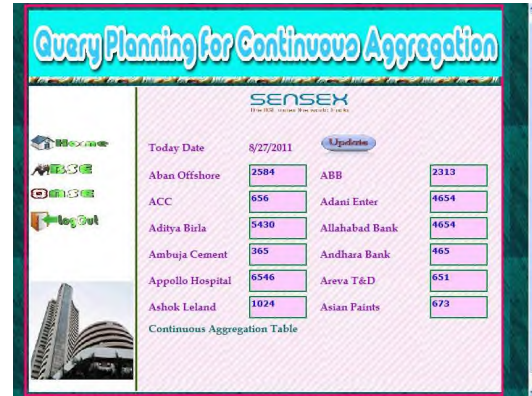 Query Planning for Continuous Aggregation
SENSEX
Home
BSE
NSE
LogOut
Today Date 8/27/2011 Update
Aban Offshore 2584 ABB 2313
ACC 656 Adani Enter 4654
Aditya Birla 5430 Allahabad Bank 4654
Ambuja Cement 365 Andhara Bank 465
Appollo Hospital 6546 Areva T&D 651
Ashok Leland 1024 Asian Paints 673
Continuous Aggregation Table